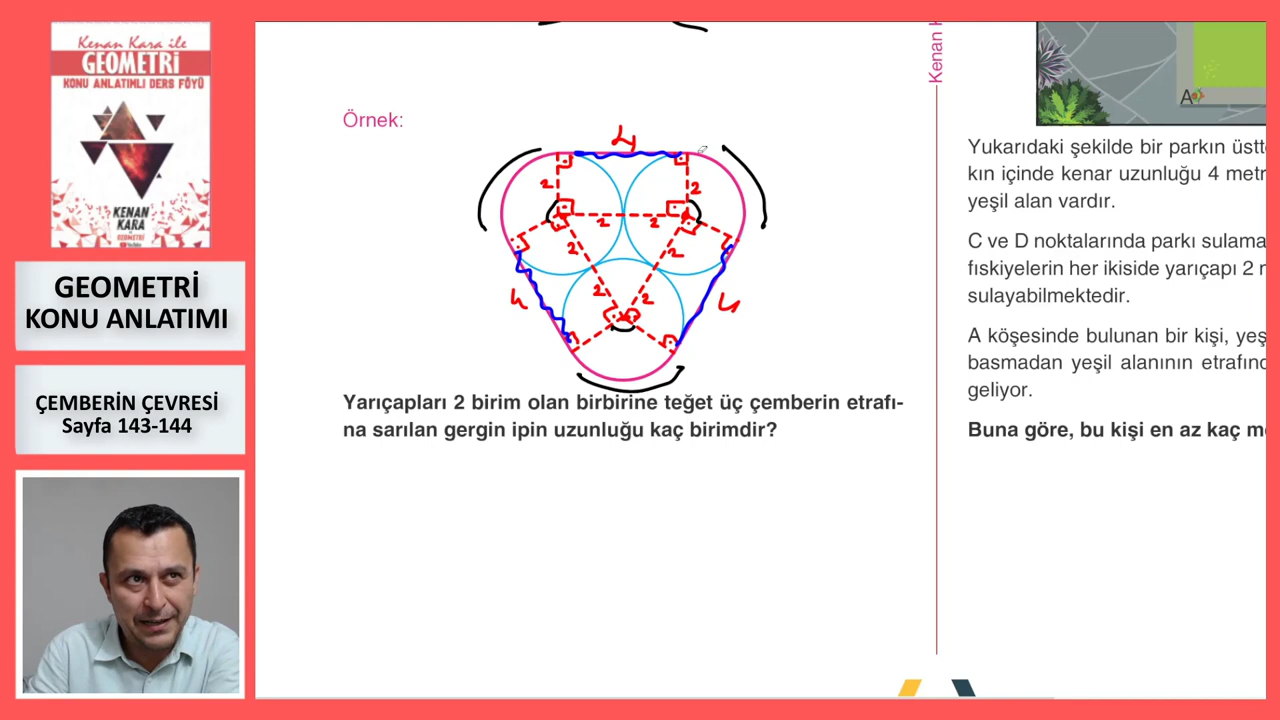 Kenan Kara ile
GEOMETRİ
KONU ANLATIMLI DERS FÖYÜ
KENAN
KARA
GEOMETRİ
KONU ANLATIMI
ÇEMBERİN ÇEVRESİ
Sayfa 143-144
Örnek:
4
2
2
2
2
2
2
2
2
4
4
Yarıçapları 2 birim olan birbirine teğet üç çemberin etrafı-
na sarılan gergin ipin uzunluğu kaç birimdir?
Kenan
A
Yukarıdaki şekilde bir parkın üstt
kın içinde kenar uzunluğu 4 metr
yeşil alan vardır.
C ve D noktalarında parkı sulama
fıskiyelerin her ikiside yarıçapı 2 
sulayabilmektedir.
A köşesinde bulunan bir kişi, yeş
basmadan yeşil alanının etrafınd
geliyor.
Buna göre, bu kişi en az kaç m